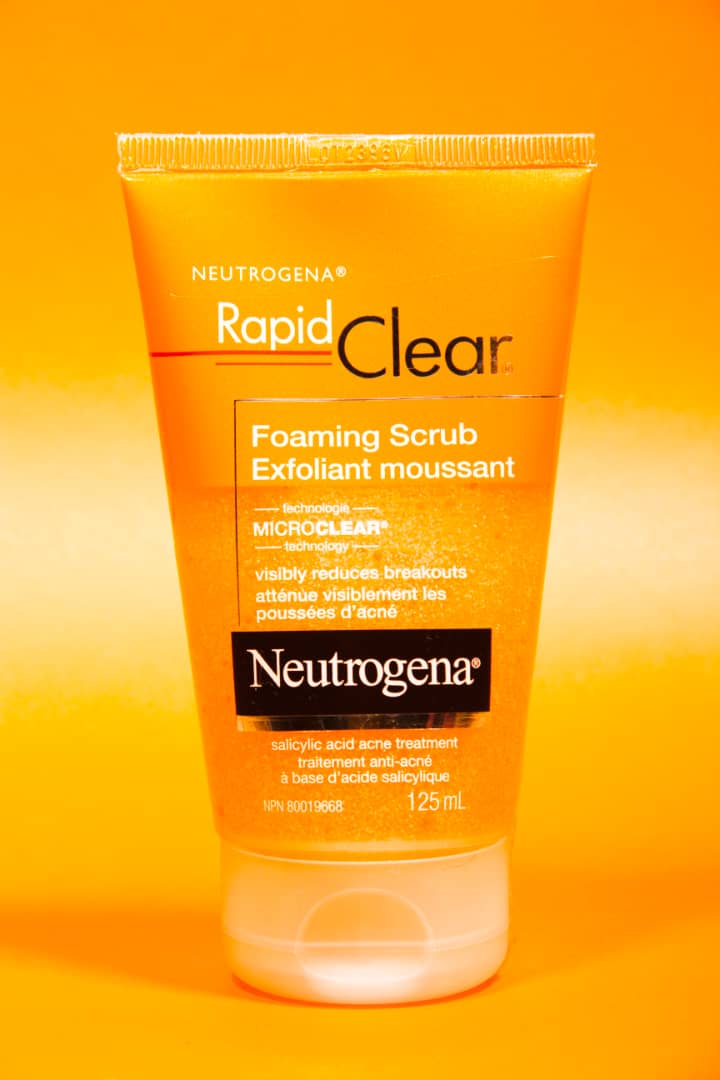 NEUTROGENA®
Rapid Clear®
Foaming Scrub
Exfoliant moussant
technologie
MICROCLEAR®
technology
visibly reduces breakouts
atténue visiblement les
poussées d'acné
Neutrogena®
salicylic acid acne treatment
traitement anti-acné
à base d'acide salicylique
NPN 80019668 125 mL